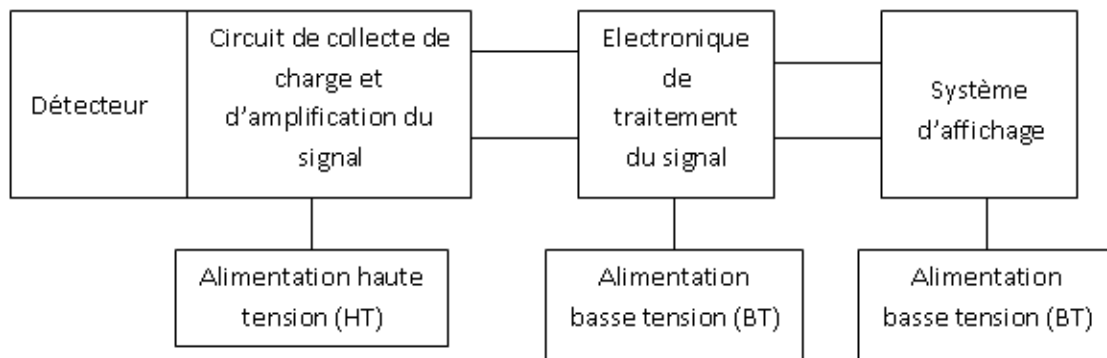 Détecteur
Circuit de collecte de
charge et
d'amplification du
signal
Electronique
de
traitement
du signal
Système
d'affichage
Alimentation haute
tension (HT)
Alimentation
basse tension (BT)
Alimentation
basse tension (BT)